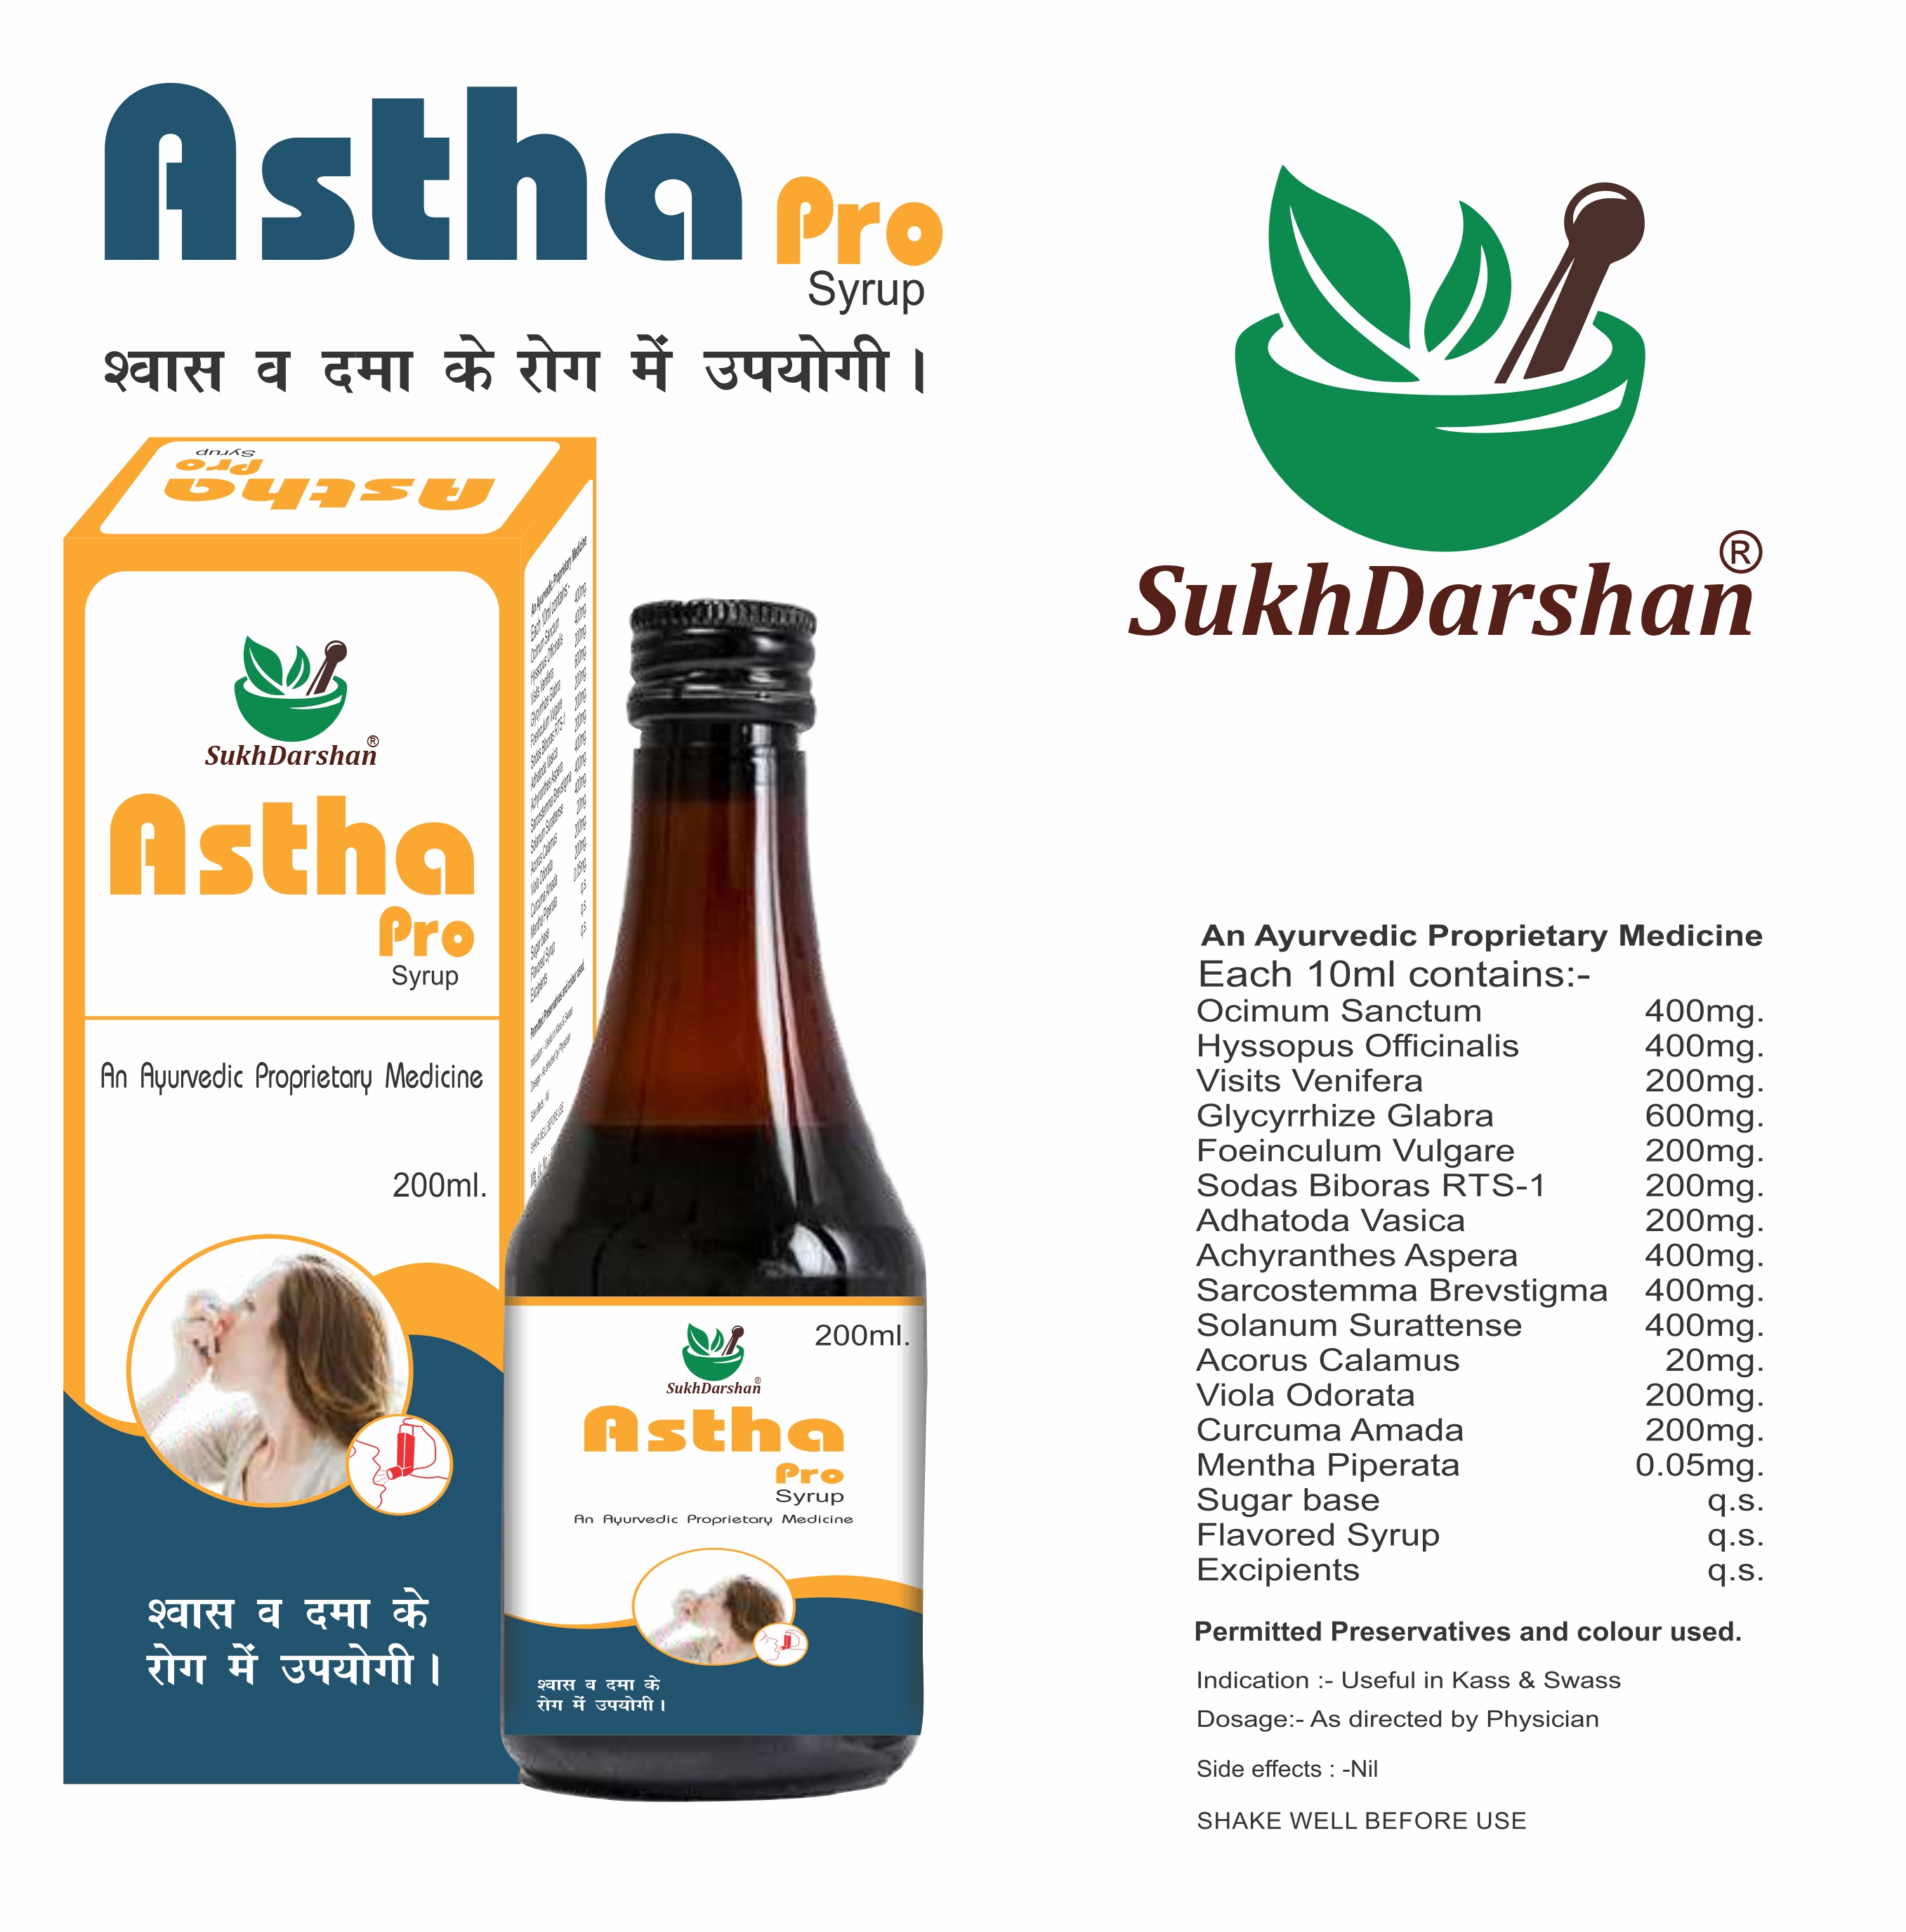 Astha Pro
Syrup
श्वास व दमा के रोग में उपयोगी।
SukhDarshan®
Astha
Pro
Syrup
SukhDarshan®
Astha
Pro
Syrup
An Ayurvedic Proprietary Medicine
200ml.
श्वास व दमा के
रोग में उपयोगी।
200ml.
SukhDarshan®
Astha
Pro
Syrup
An Ayurvedic Proprietary Medicine
श्वास व दमा के
रोग में उपयोगी।
An Ayurvedic Proprietary Medicine
Each 10ml contains:-
Ocimum Sanctum 400mg.
Hyssopus Officinalis 400mg.
Visits Venifera 200mg.
Glycyrrhize Glabra 600mg.
Foeinculum Vulgare 200mg.
Sodas Biboras RTS-1 200mg.
Adhatoda Vasica 200mg.
Achyranthes Aspera 400mg.
Sarcostemma Brevstigma 400mg.
Solanum Surattense 400mg.
Acorus Calamus 20mg.
Viola Odorata 200mg.
Curcuma Amada 200mg.
Mentha Piperata 0.05mg.
Sugar base q.s.
Flavored Syrup q.s.
Excipients q.s.
Permitted Preservatives and colour used.
Indication :- Useful in Kass & Swass
Dosage:- As directed by Physician
Side effects : -Nil
SHAKE WELL BEFORE USE